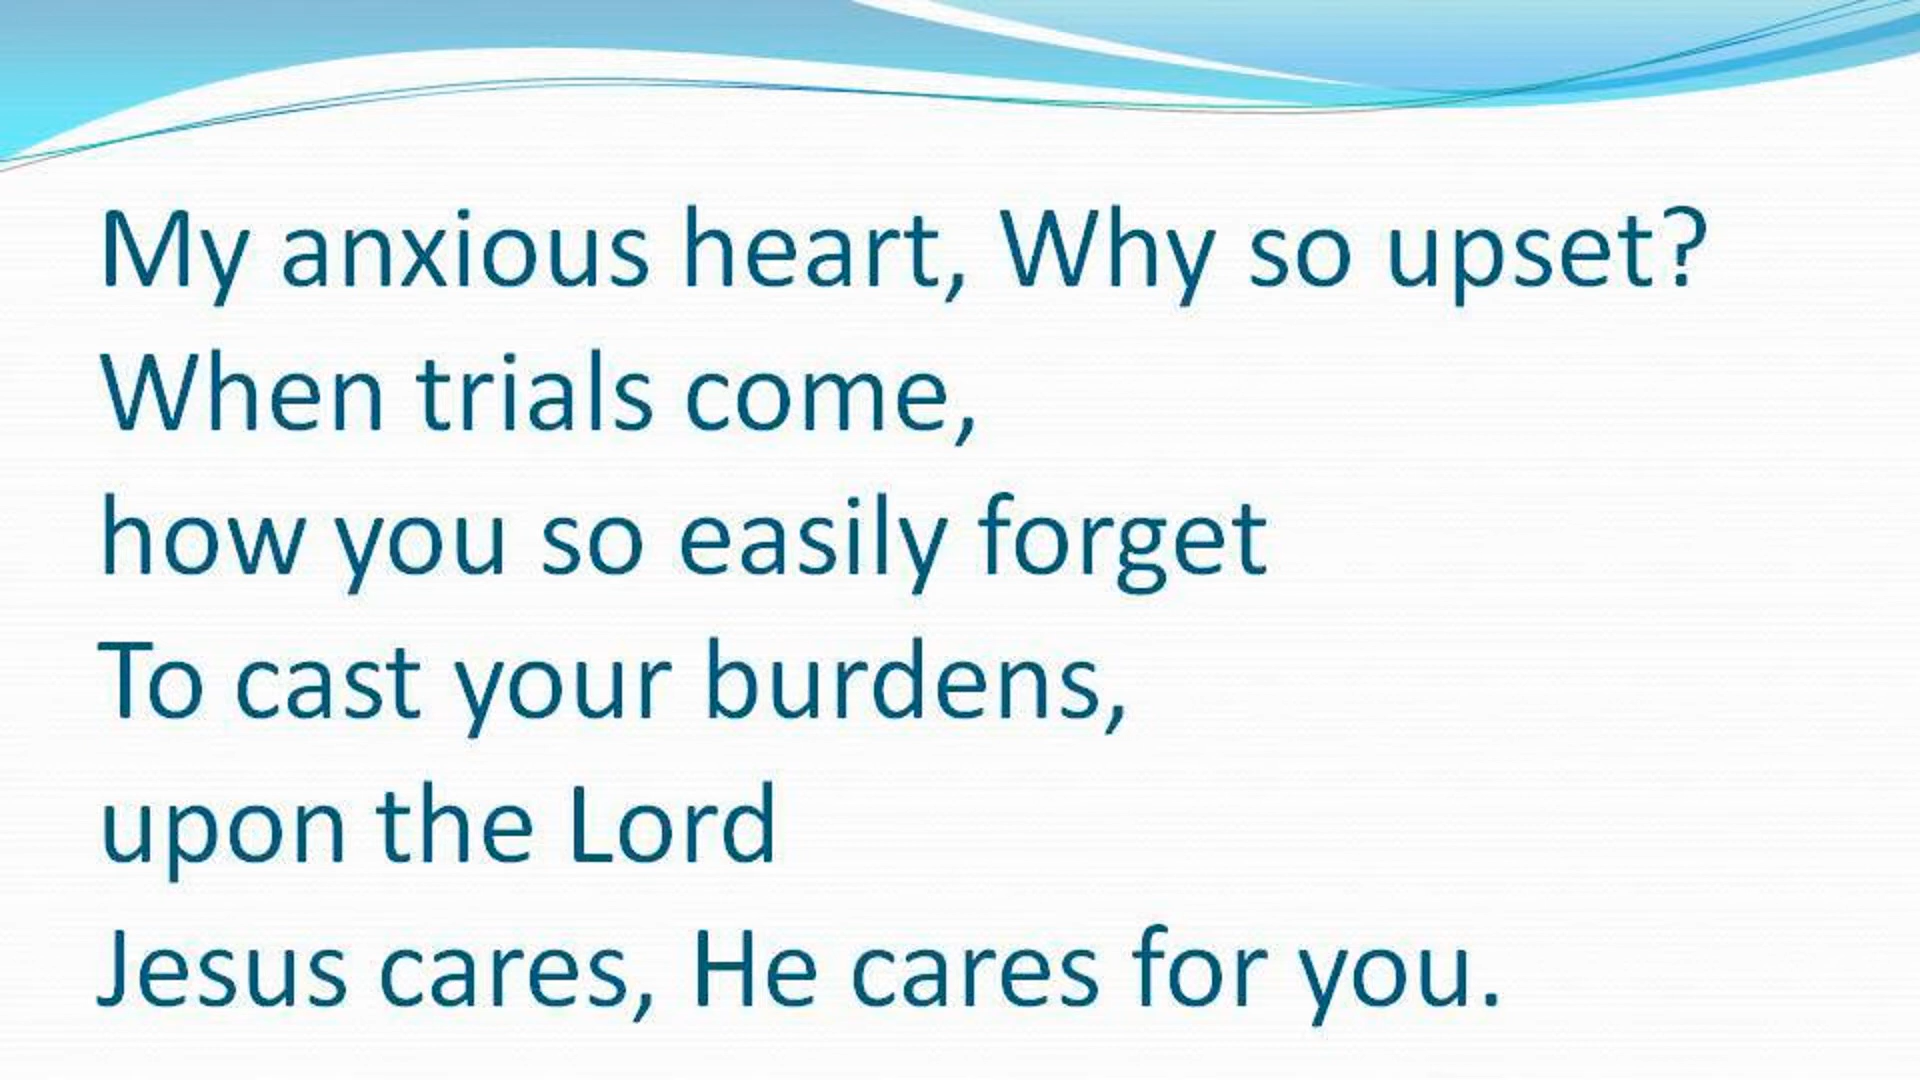 My anxious heart, Why so upset?
When trials come,
how you so easily forget
To cast your burdens,
upon the Lord
Jesus cares, He cares for you.